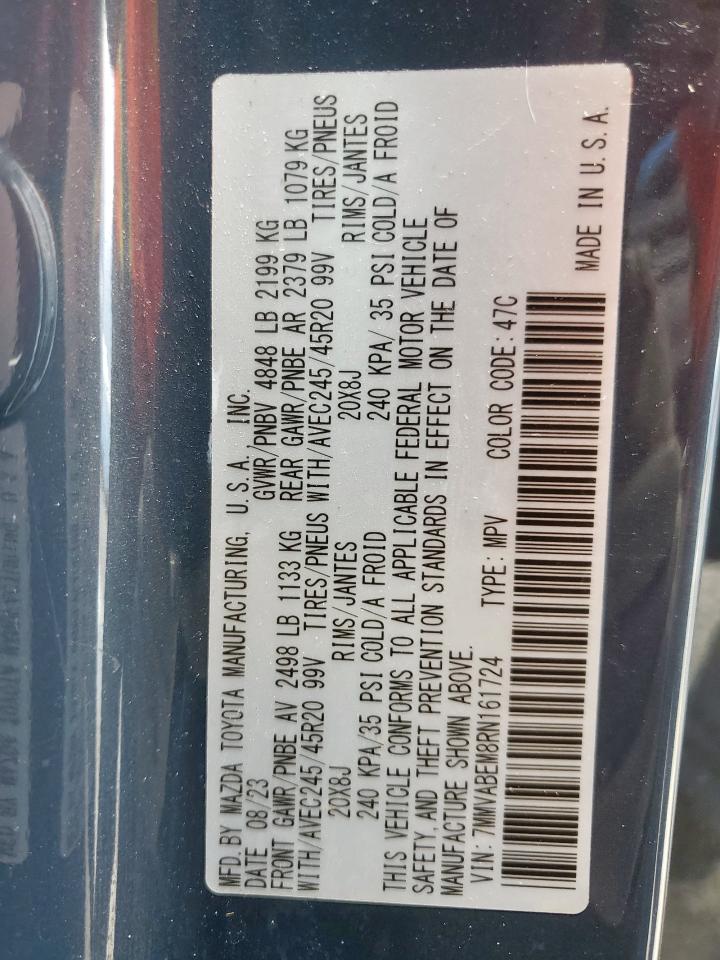 MFD. BY MAZDA TOYOTA MANUFACTURING, U.S.A. INC.
DATE 08/23 GVWR/PNBV 4848 LB 2199 KG
FRONT GAWR/PNBE AV 2498 LB 1133 KG REAR GAWR/PNBE AR 2379 LB 1079 KG
WITH/AVEC245/45R20 99V TIRES/PNEUS WITH/AVEC245/45R20 99V TIRES/PNEUS
20X8J RIMS/JANTES 20X8J RIMS/JANTES
240 KPA/35 PSI COLD/A FROID 240 KPA/ 35 PSI COLD/A FROID
THIS VEHICLE CONFORMS TO ALL APPLICABLE FEDERAL MOTOR VEHICLE
SAFETY, AND THEFT PREVENTION STANDARDS IN EFFECT ON THE DATE OF
MANUFACTURE SHOWN ABOVE.
VIN:7MMVABEM8RN161724 TYPE:MPV COLOR CODE:47C
MADE IN U.S.A.